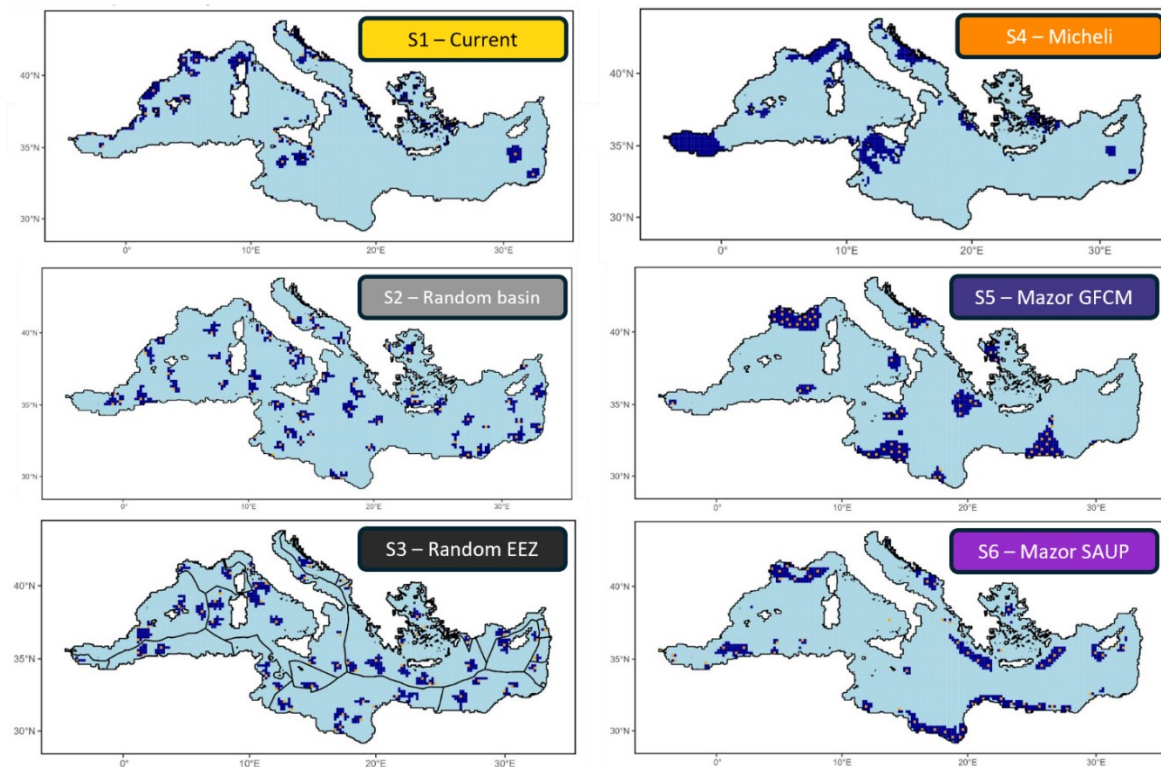 S1 – Current
40°N
35°N
30°N
0°
10°E
20°E
30°E
S4 – Micheli
40°N
35°N
30°N
0°
10°E
20°E
30°E
S2 – Random basin
40°N
35°N
30°N
0°
10°E
20°E
30°E
S5 – Mazor GFCM
40°N
35°N
30°N
0°
10°E
20°E
30°E
S3 – Random EEZ
40°N
35°N
30°N
0°
10°E
20°E
30°E
S6 – Mazor SAUP
40°N
35°N
30°N
0°
10°E
20°E
30°E